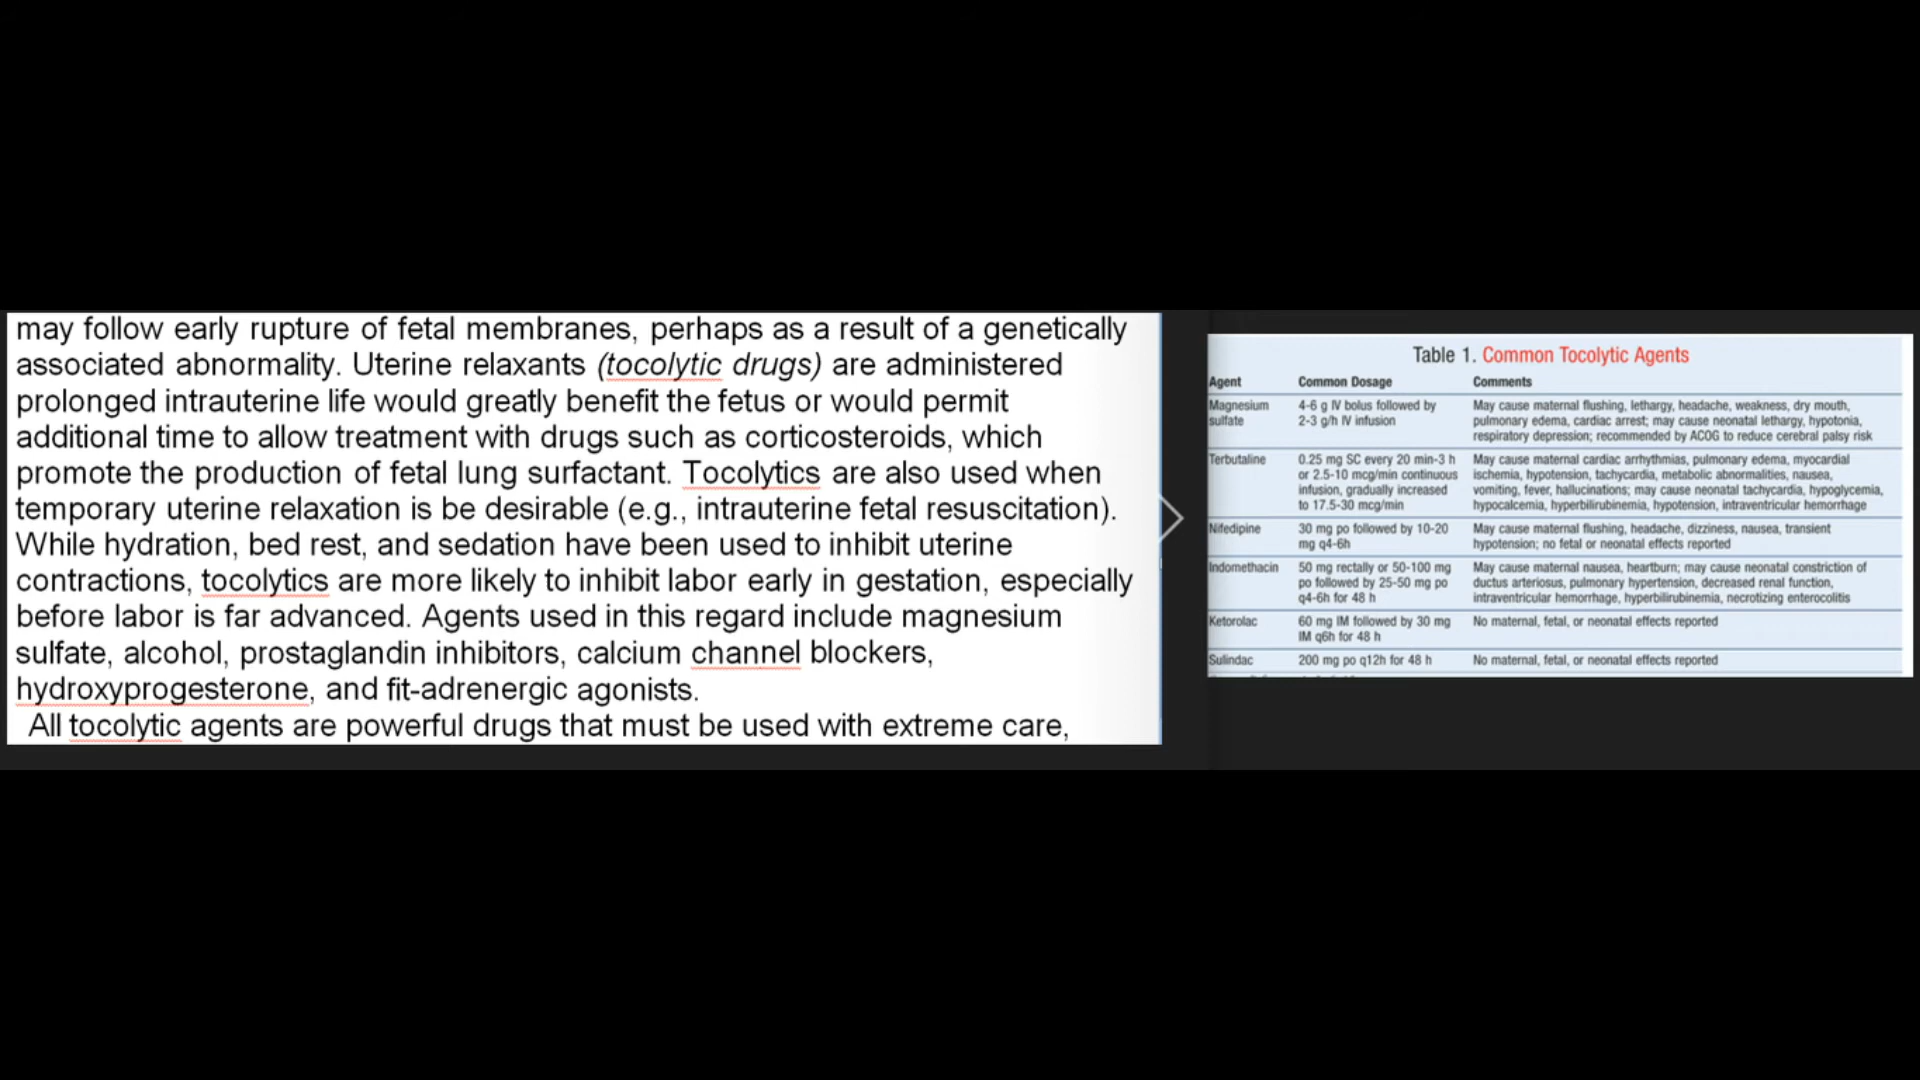 may follow early rupture of fetal membranes, perhaps as a result of a genetically
associated abnormality. Uterine relaxants (tocolytic drugs) are administered
prolonged intrauterine life would greatly benefit the fetus or would permit
additional time to allow treatment with drugs such as corticosteroids, which
promote the production of fetal lung surfactant. Tocolytics are also used when
temporary uterine relaxation is be desirable (e.g., intrauterine fetal resuscitation).
While hydration, bed rest, and sedation have been used to inhibit uterine
contractions, tocolytics are more likely to inhibit labor early in gestation, especially
before labor is far advanced. Agents used in this regard include magnesium
sulfate, alcohol, prostaglandin inhibitors, calcium channel blockers,
hydroxyprogesterone, and fit-adrenergic agonists.
All tocolytic agents are powerful drugs that must be used with extreme care,
Table 1. Common Tocolytic Agents
Agent Common Dosage Comments
Magnesium 4-6 g IV bolus followed by May cause maternal flushing, lethargy, headache, weakness, dry mouth,
sulfate 2-3 g/h IV infusion pulmonary edema, cardiac arrest; may cause neonatal lethargy, hypotonia,
respiratory depression; recommended by ACOG to reduce cerebral palsy risk
Terbutaline 0.25 mg SC every 20 min-3 h May cause maternal cardiac arrhythmias, pulmonary edema, myocardial
or 2.5-10 mcg/min continuous ischemia, hypotension, tachycardia, metabolic abnormalities, nausea,
infusion, gradually increased vomiting, fever, hallucinations; may cause neonatal tachycardia, hypoglycemia,
to 17.5-30 mcg/min hypocalcemia, hyperbilirubinemia, hypotension, intraventricular hemorrhage
Nifedipine 30 mg po followed by 10-20 May cause maternal flushing, headache, dizziness, nausea, transient
mg q4-6h hypotension; no fetal or neonatal effects reported
Indomethacin 50 mg rectally or 50-100 mg May cause maternal nausea, heartburn; may cause neonatal constriction of
po followed by 25-50 mg po ductus arteriosus, pulmonary hypertension, decreased renal function,
q4-6h for 48 h intraventricular hemorrhage, hyperbilirubinemia, necrotizing enterocolitis
Ketorolac 60 mg IM followed by 30 mg No maternal, fetal, or neonatal effects reported
IM q6h for 48 h
Sulindac 200 mg po q12h for 48 h No maternal, fetal, or neonatal effects reported